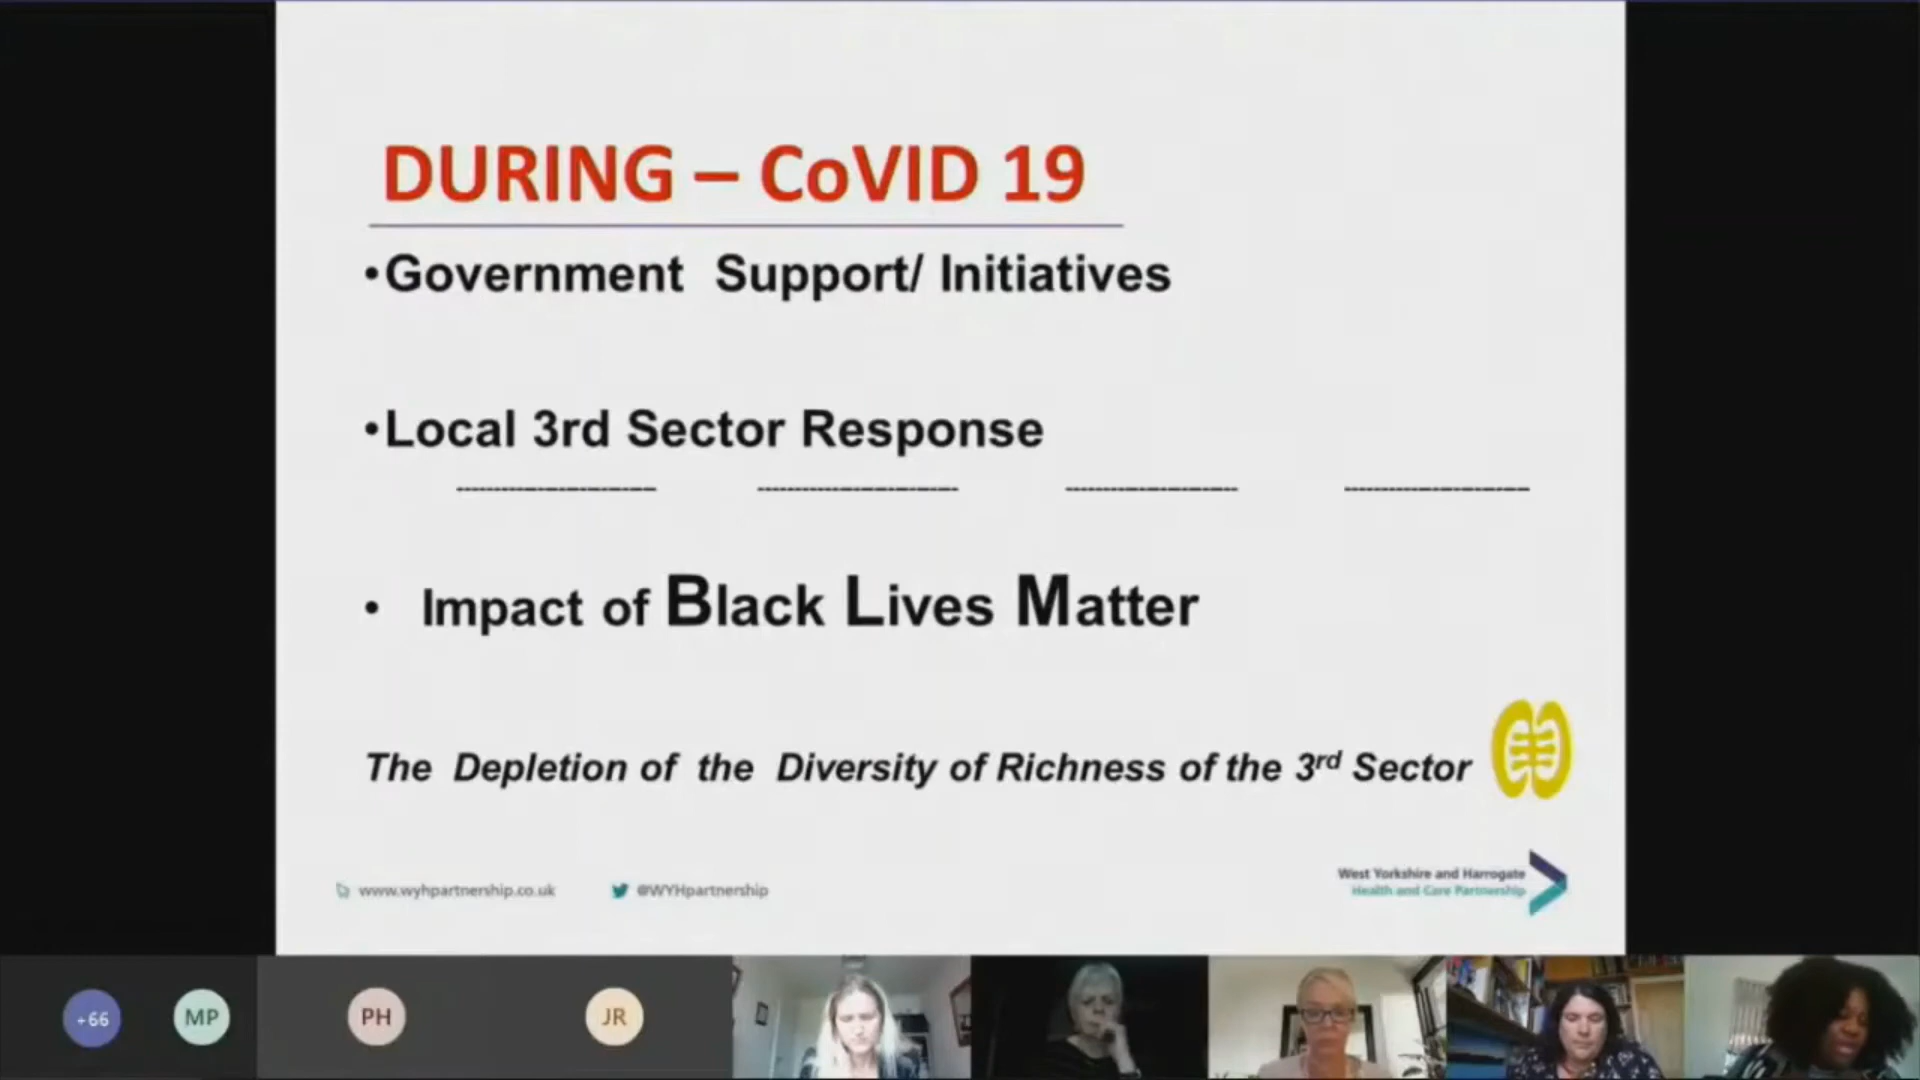 DURING – CoVID 19
•Government Support/ Initiatives
•Local 3rd Sector Response
• Impact of Black Lives Matter
The Depletion of the Diversity of Richness of the 3rd Sector
www.wyhpartnership.co.uk
@WYHpartnership
West Yorkshire and Harrogate
Health and Care Partnership
+66
MP
PH
JR